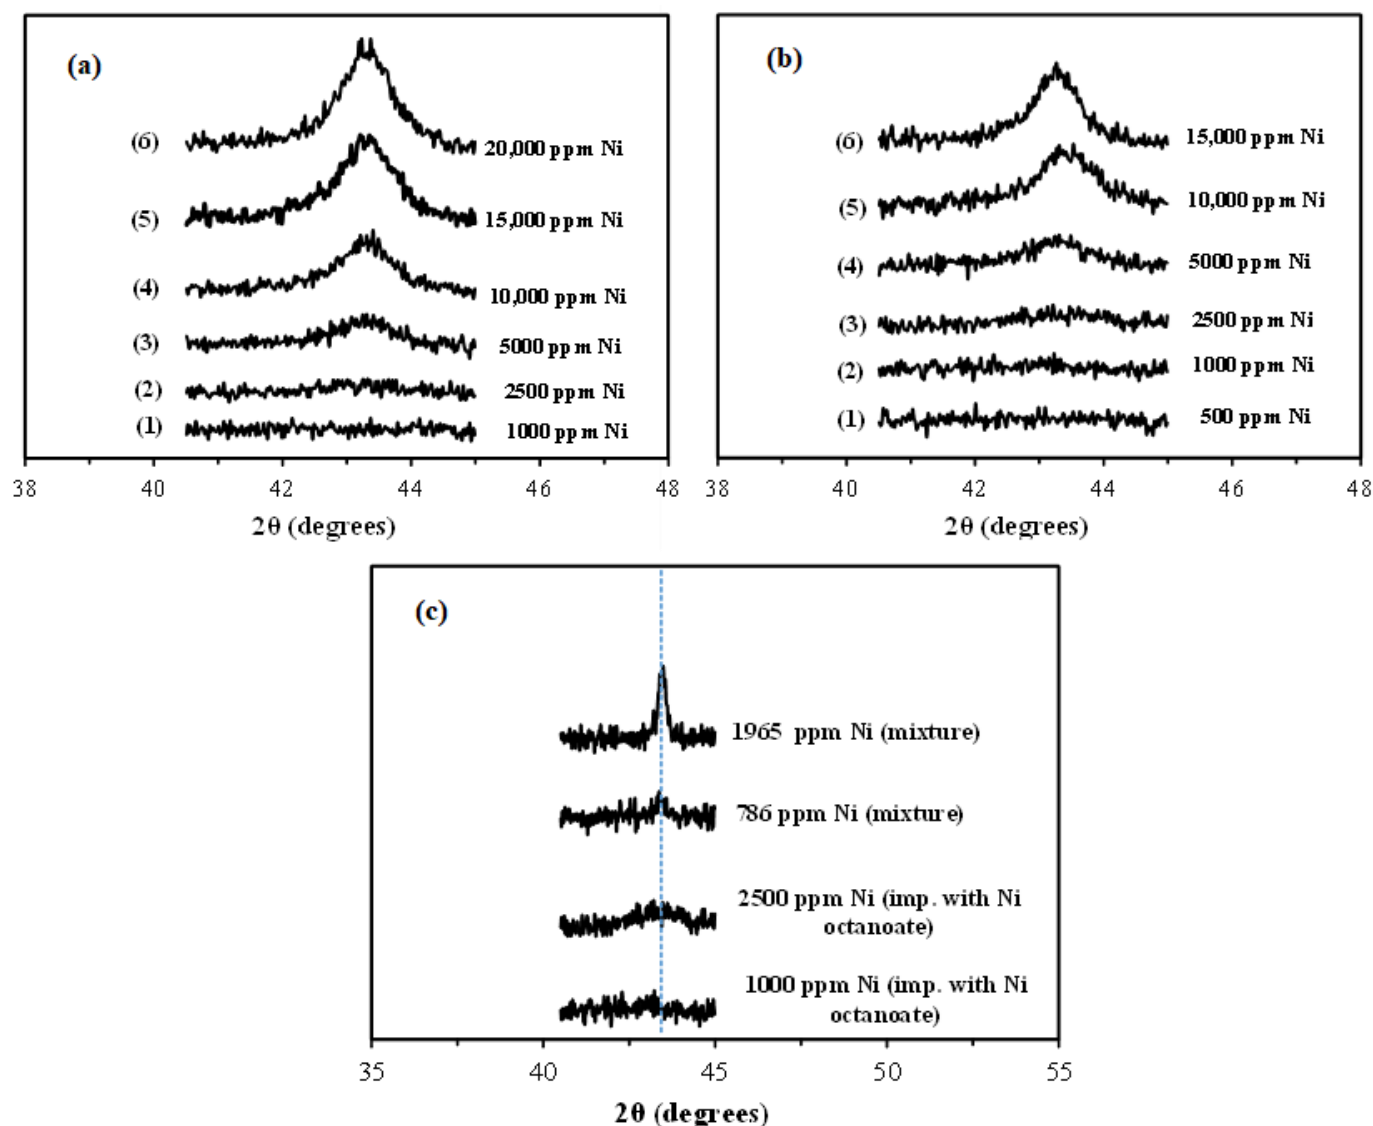 (a)
(6)
20,000 ppm Ni
(5)
15,000 ppm Ni
(4)
10,000 ppm Ni
(3)
5000 ppm Ni
(2)
2500 ppm Ni
(1)
1000 ppm Ni
38 40 42 44 46 48
2θ (degrees)
(b)
(6)
15,000 ppm Ni
(5)
10,000 ppm Ni
(4)
5000 ppm Ni
(3)
2500 ppm Ni
(2)
1000 ppm Ni
(1)
500 ppm Ni
38 40 42 44 46 48
2θ (degrees)
(c)
1965 ppm Ni (mixture)
786 ppm Ni (mixture)
2500 ppm Ni (imp. with Ni
octanoate)
1000 ppm Ni (imp. with Ni
octanoate)
35 40 45 50 55
2θ (degrees)